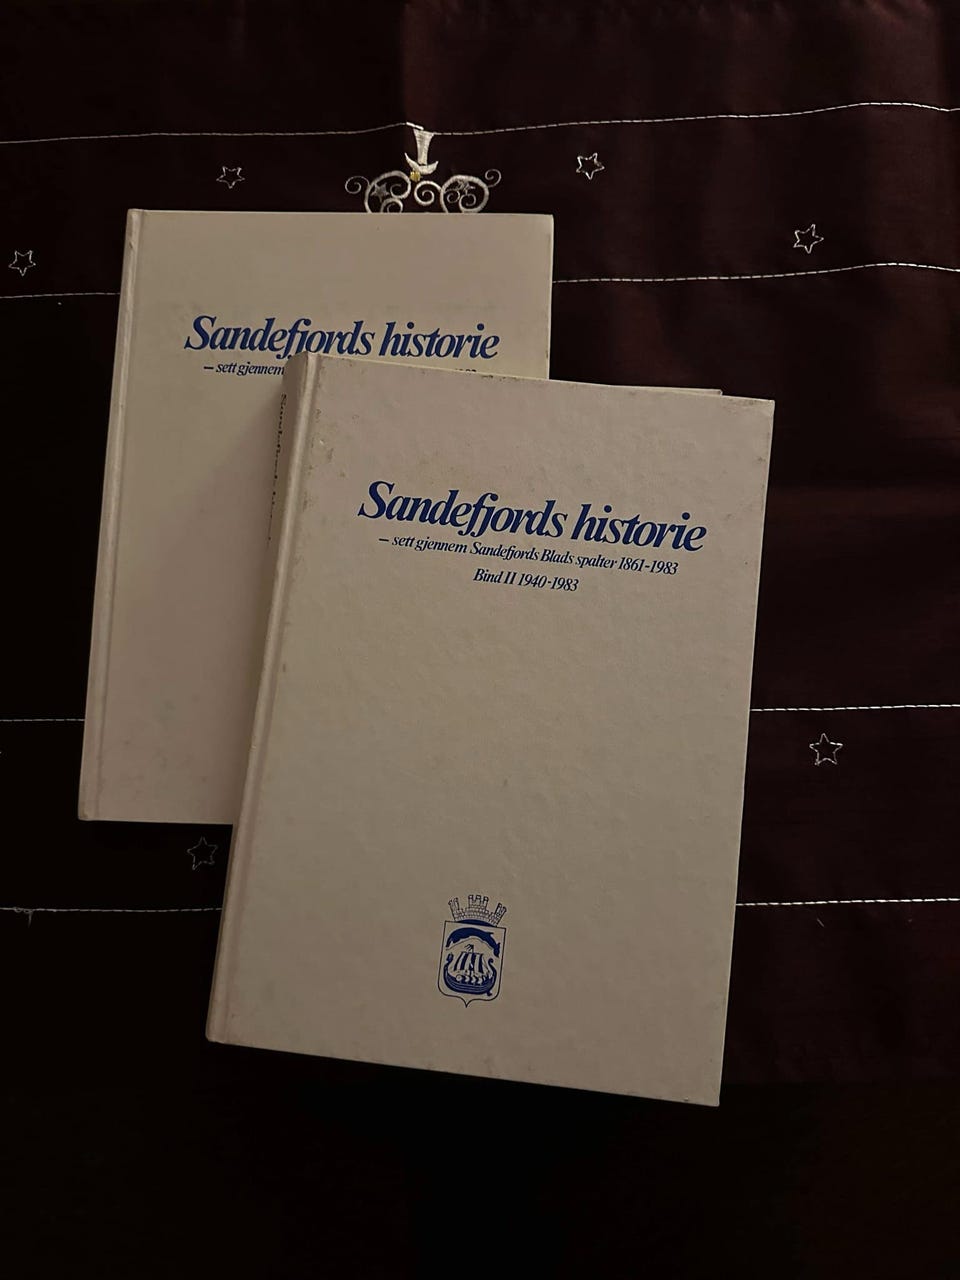 Sandefjords historie
– sett gjennem
Sandefjords historie
– sett gjennem Sandefjords Blads spalter 1861-1983
Bind II 1940-1983